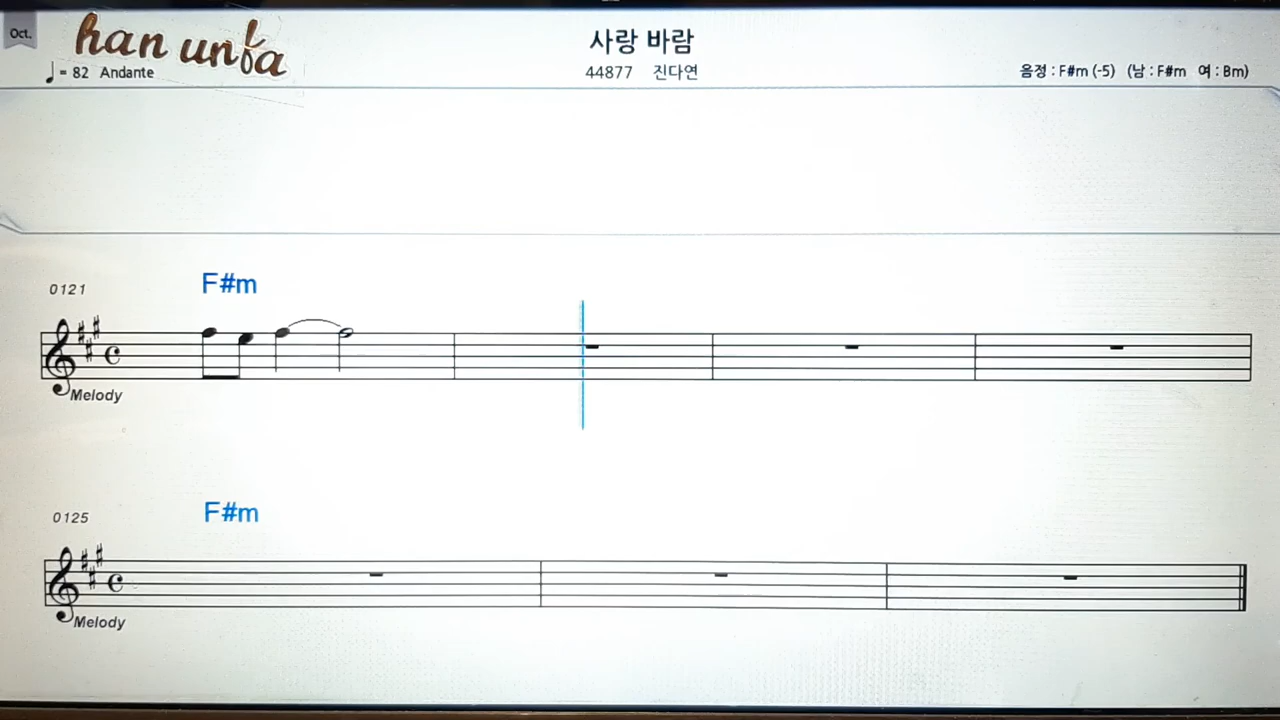 Oct.
han unba
♩= 82 Andante
사랑 바람
44877 진다연
음정 : F#m (-5) (남 : F#m 여 : Bm)
0121
F#m
Melody
0125
F#m
Melody